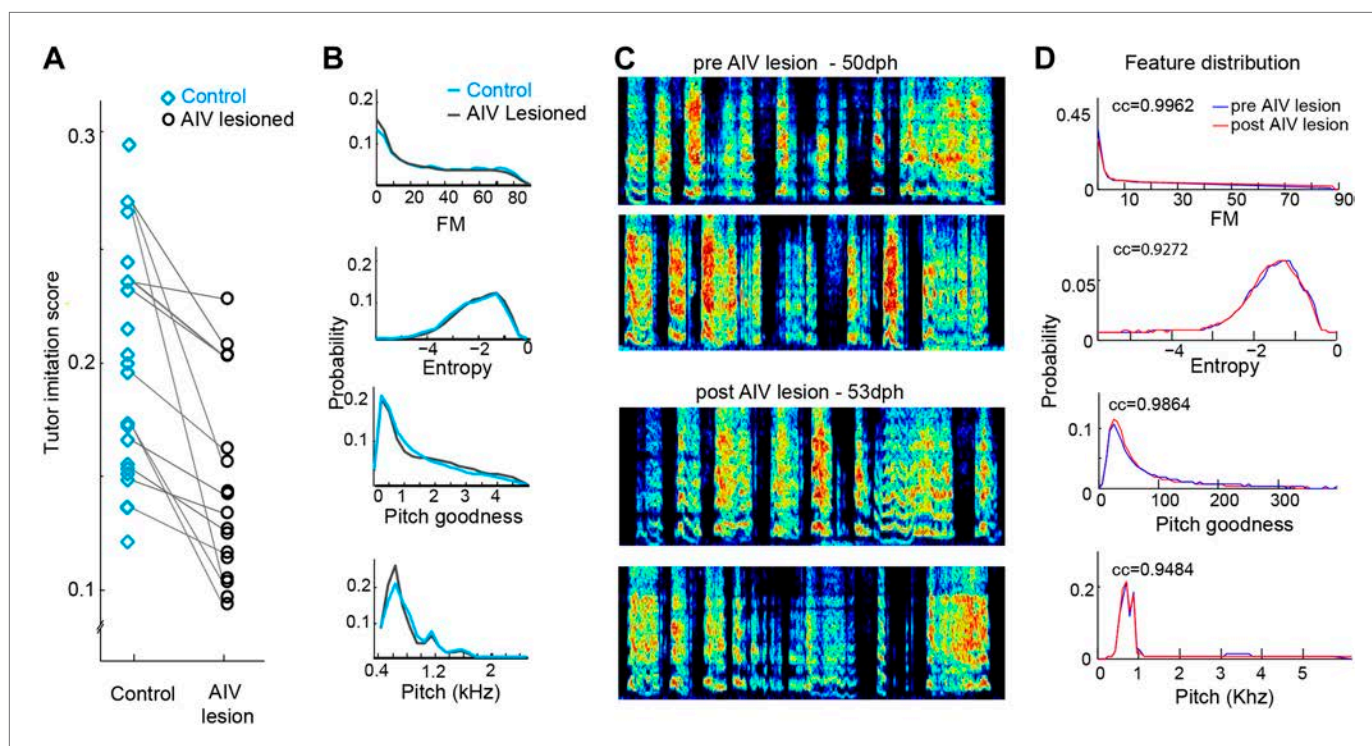 A
Control
AIV lesioned
0.3
0.2
0.1
Tutor imitation score
Control
AIV lesion
B
Control
AIV Lesioned
0.2
0.1
0 20 40 60 80
FM
0.2
0.1
−4 −2 0
Entropy
Probability
0.2
0.1
0 1 2 3 4
Pitch goodness
0.2
0.1
0.4 1.2 2
Pitch (kHz)
C
pre AIV lesion - 50dph
post AIV lesion - 53dph
D
Feature distribution
cc=0.9962
pre AIV lesion
post AIV lesion
0.45
0
10 30 50 70 90
FM
cc=0.9272
0.05
0
−4 −2 0
Entropy
Probability
cc=0.9864
0.1
0
0 100 200 300
Pitch goodness
cc=0.9484
0.2
0
0 1 2 3 4 5
Pitch (Khz)